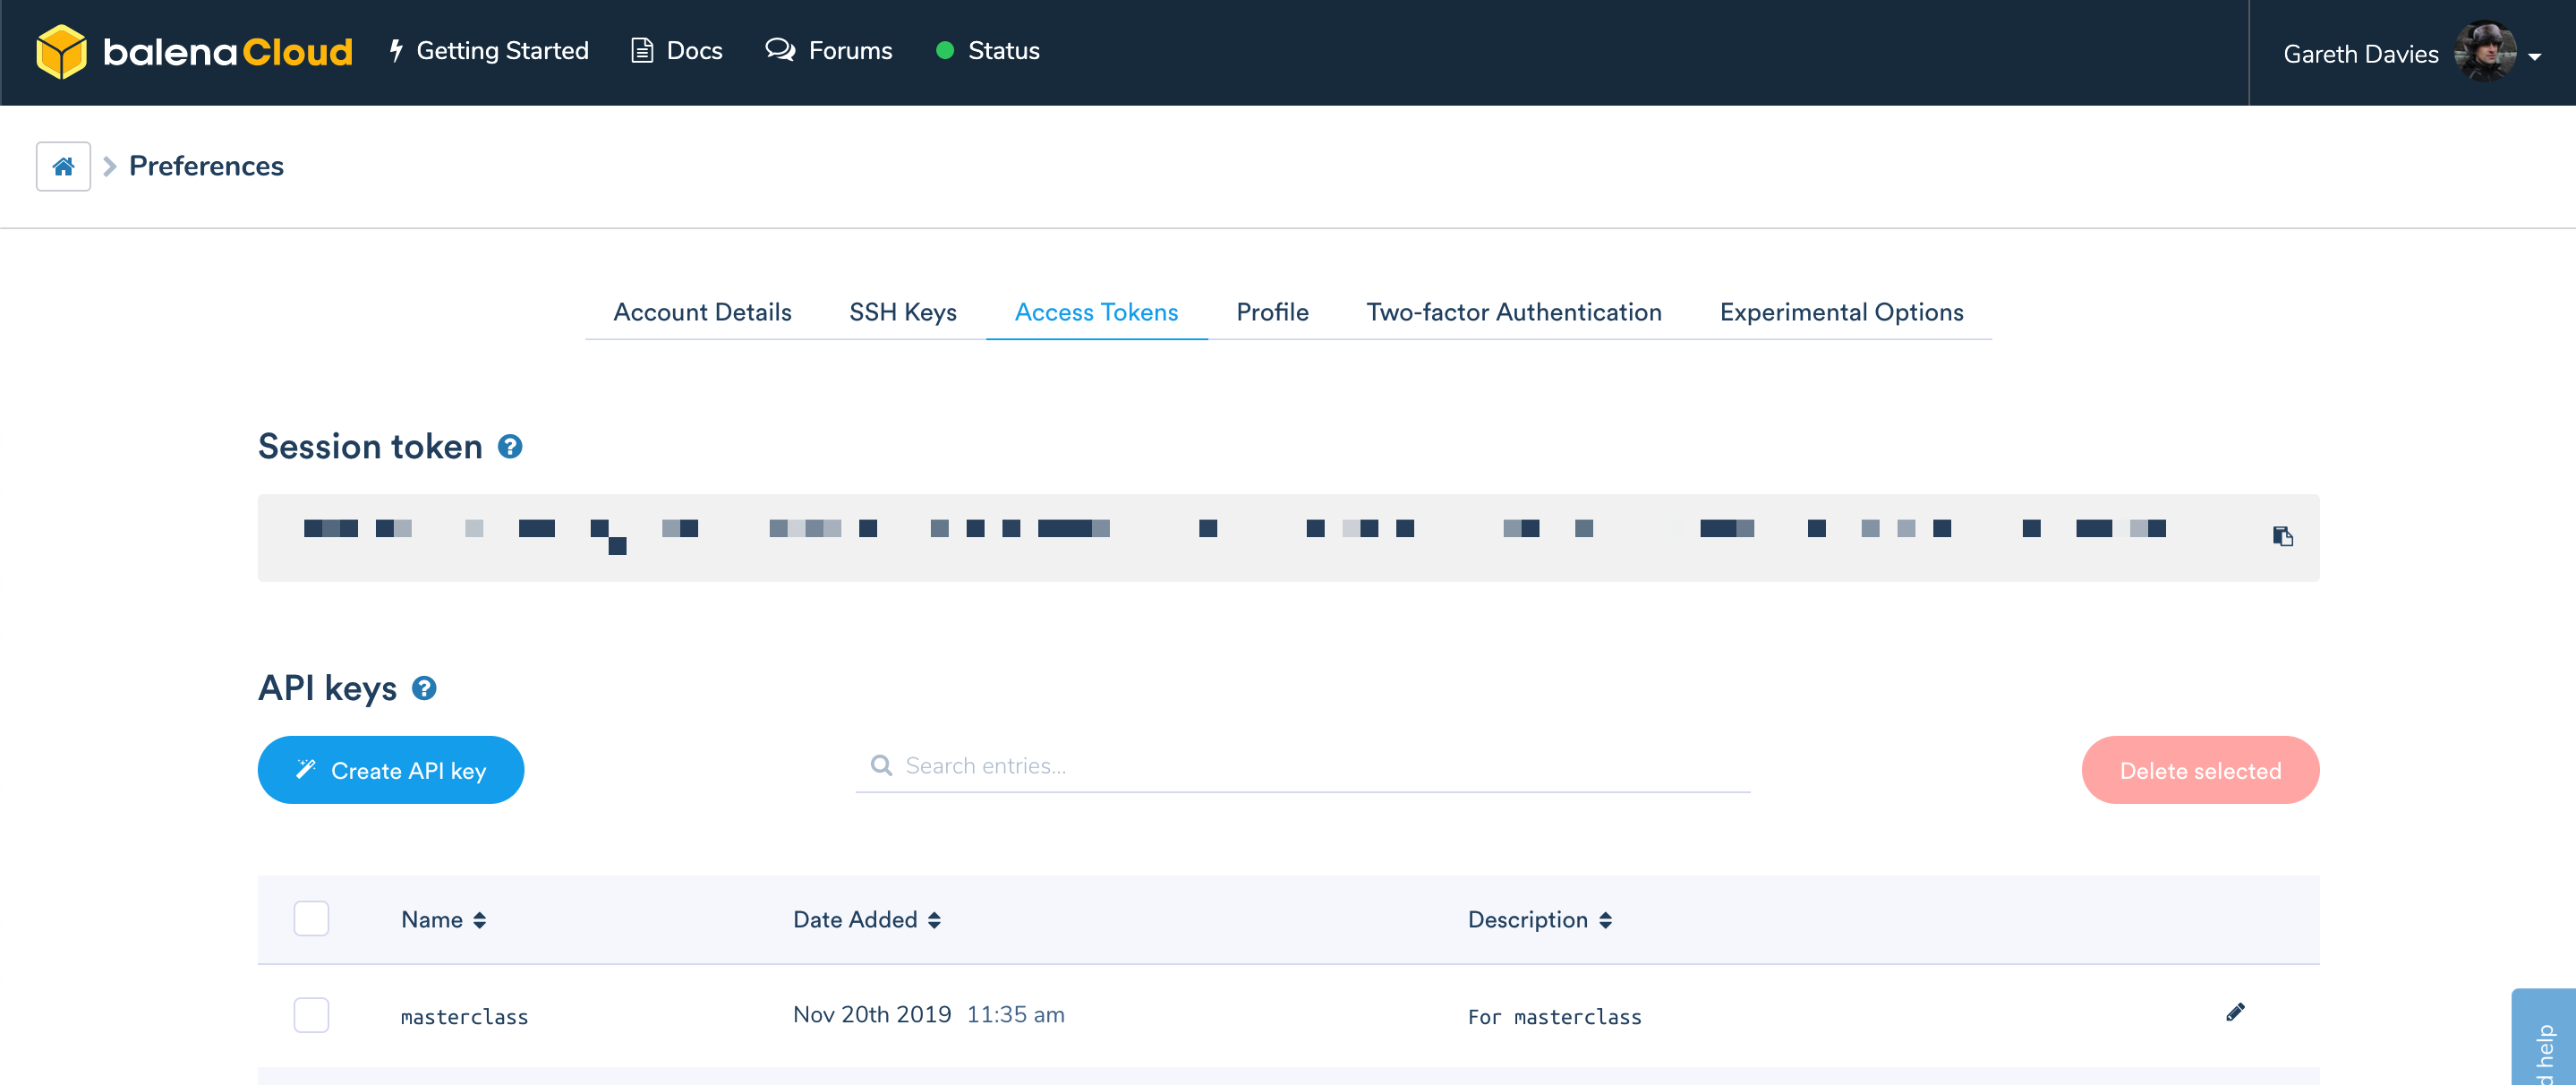 balenaCloud Getting Started Docs Forums Status Gareth Davies
Preferences
Account Details SSH Keys Access Tokens Profile Two-factor Authentication Experimental Options
Session token
API keys
Create API key Search entries... Delete selected
Name Date Added Description
masterclass Nov 20th 2019 11:35 am For masterclass
help